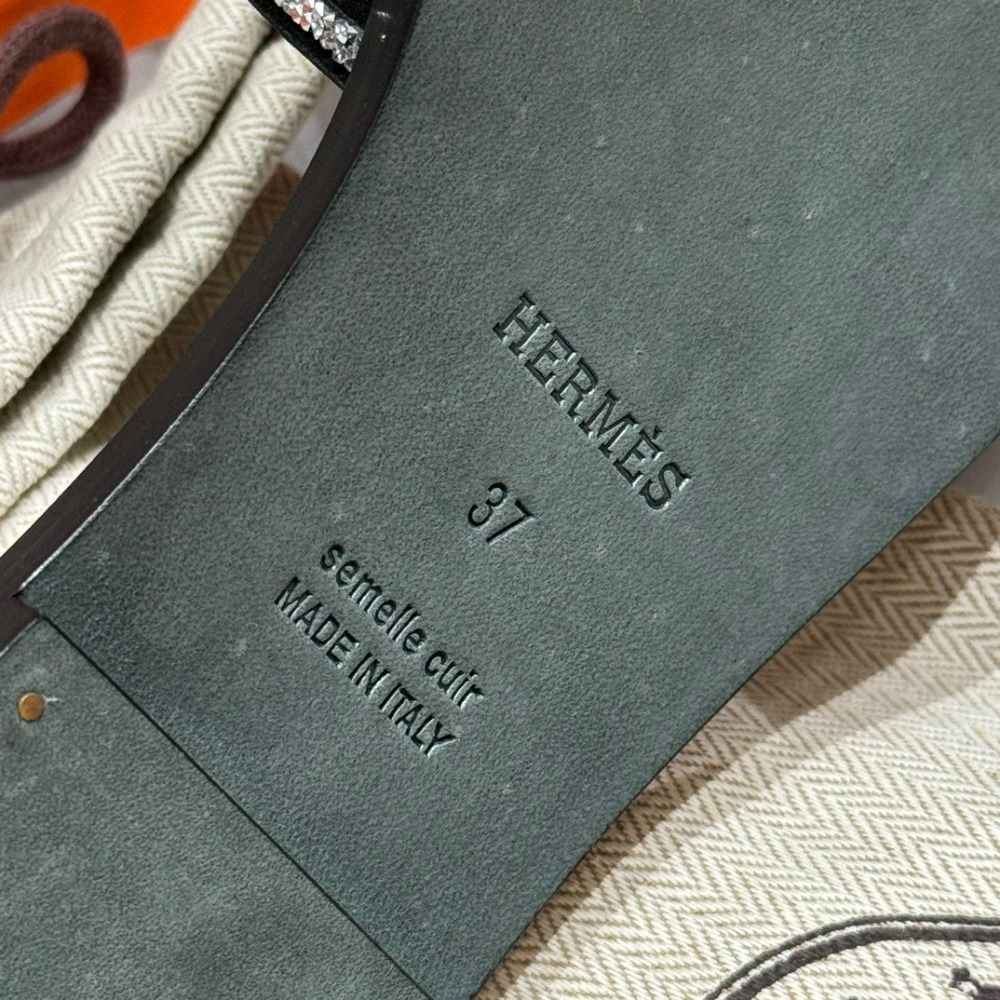 HERMÈS
37
semelle cuir
MADE IN ITALY